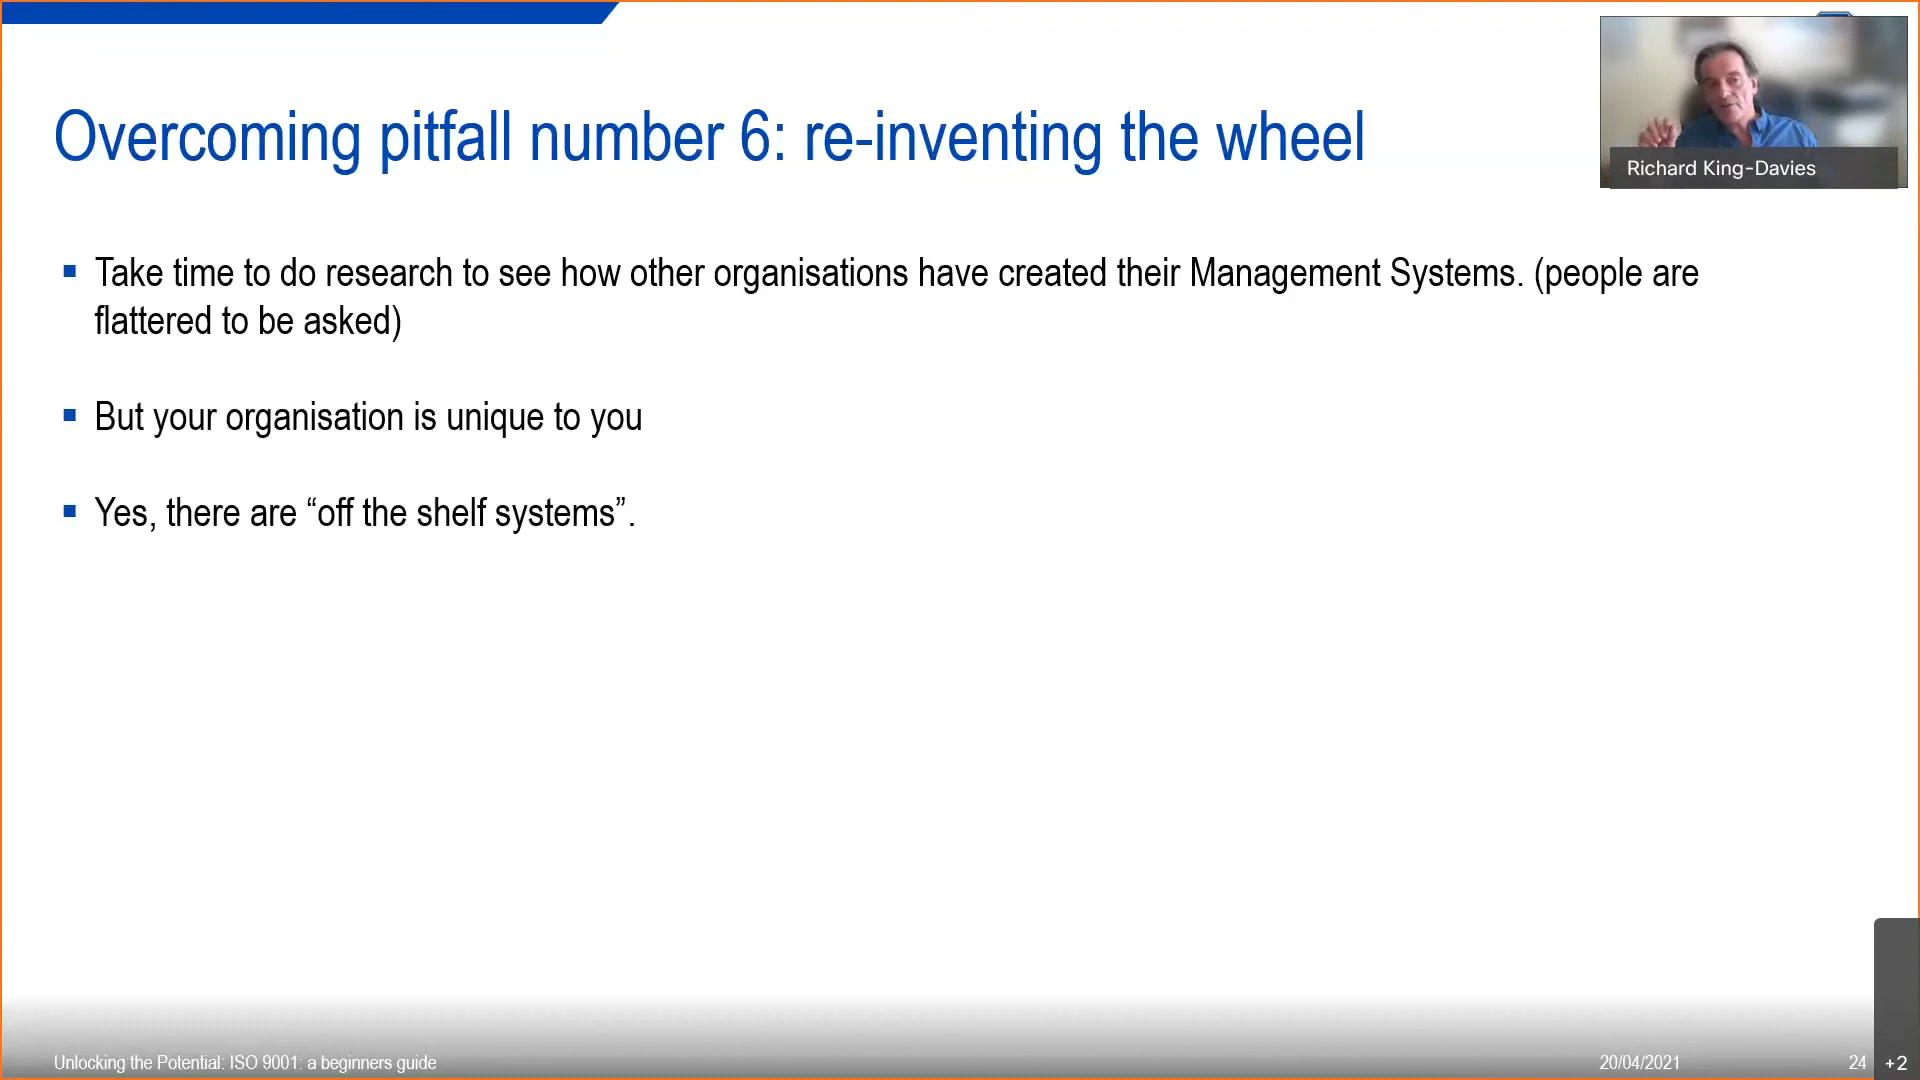 Overcoming pitfall number 6: re-inventing the wheel
Richard King-Davies
▪ Take time to do research to see how other organisations have created their Management Systems. (people are
flattered to be asked)
▪ But your organisation is unique to you
▪ Yes, there are “off the shelf systems”.
Unlocking the Potential: ISO 9001: a beginners guide
20/04/2021
24
+2